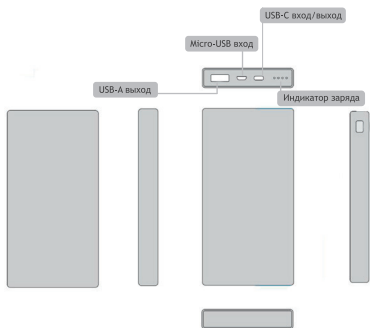 USB-C вход/выход
Micro-USB вход
USB-A выход
Индикатор заряда